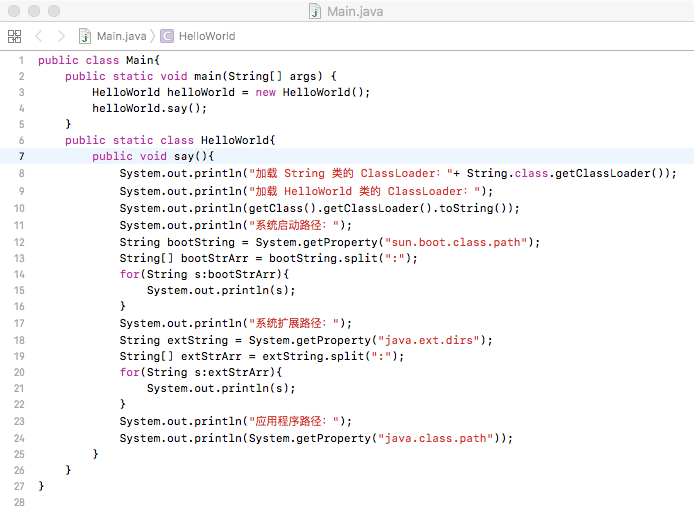 Main.java
Main.java HelloWorld
1 public class Main{
2     public static void main(String[] args) {
3         HelloWorld helloWorld = new HelloWorld();
4         helloWorld.say();
5     }
6     public static class HelloWorld{
7         public void say(){
8             System.out.println("加载 String 类的 ClassLoader: "+ String.class.getClassLoader());
9             System.out.println("加载 HelloWorld 类的 ClassLoader: ");
10             System.out.println(getClass().getClassLoader().toString());
11             System.out.println("系统启动路径: ");
12             String bootString = System.getProperty("sun.boot.class.path");
13             String[] bootStrArr = bootString.split(":");
14             for(String s:bootStrArr){
15                 System.out.println(s);
16             }
17             System.out.println("系统扩展路径: ");
18             String extString = System.getProperty("java.ext.dirs");
19             String[] extStrArr = extString.split(":");
20             for(String s:extStrArr){
21                 System.out.println(s);
22             }
23             System.out.println("应用程序路径: ");
24             System.out.println(System.getProperty("java.class.path"));
25         }
26     }
27 }
28